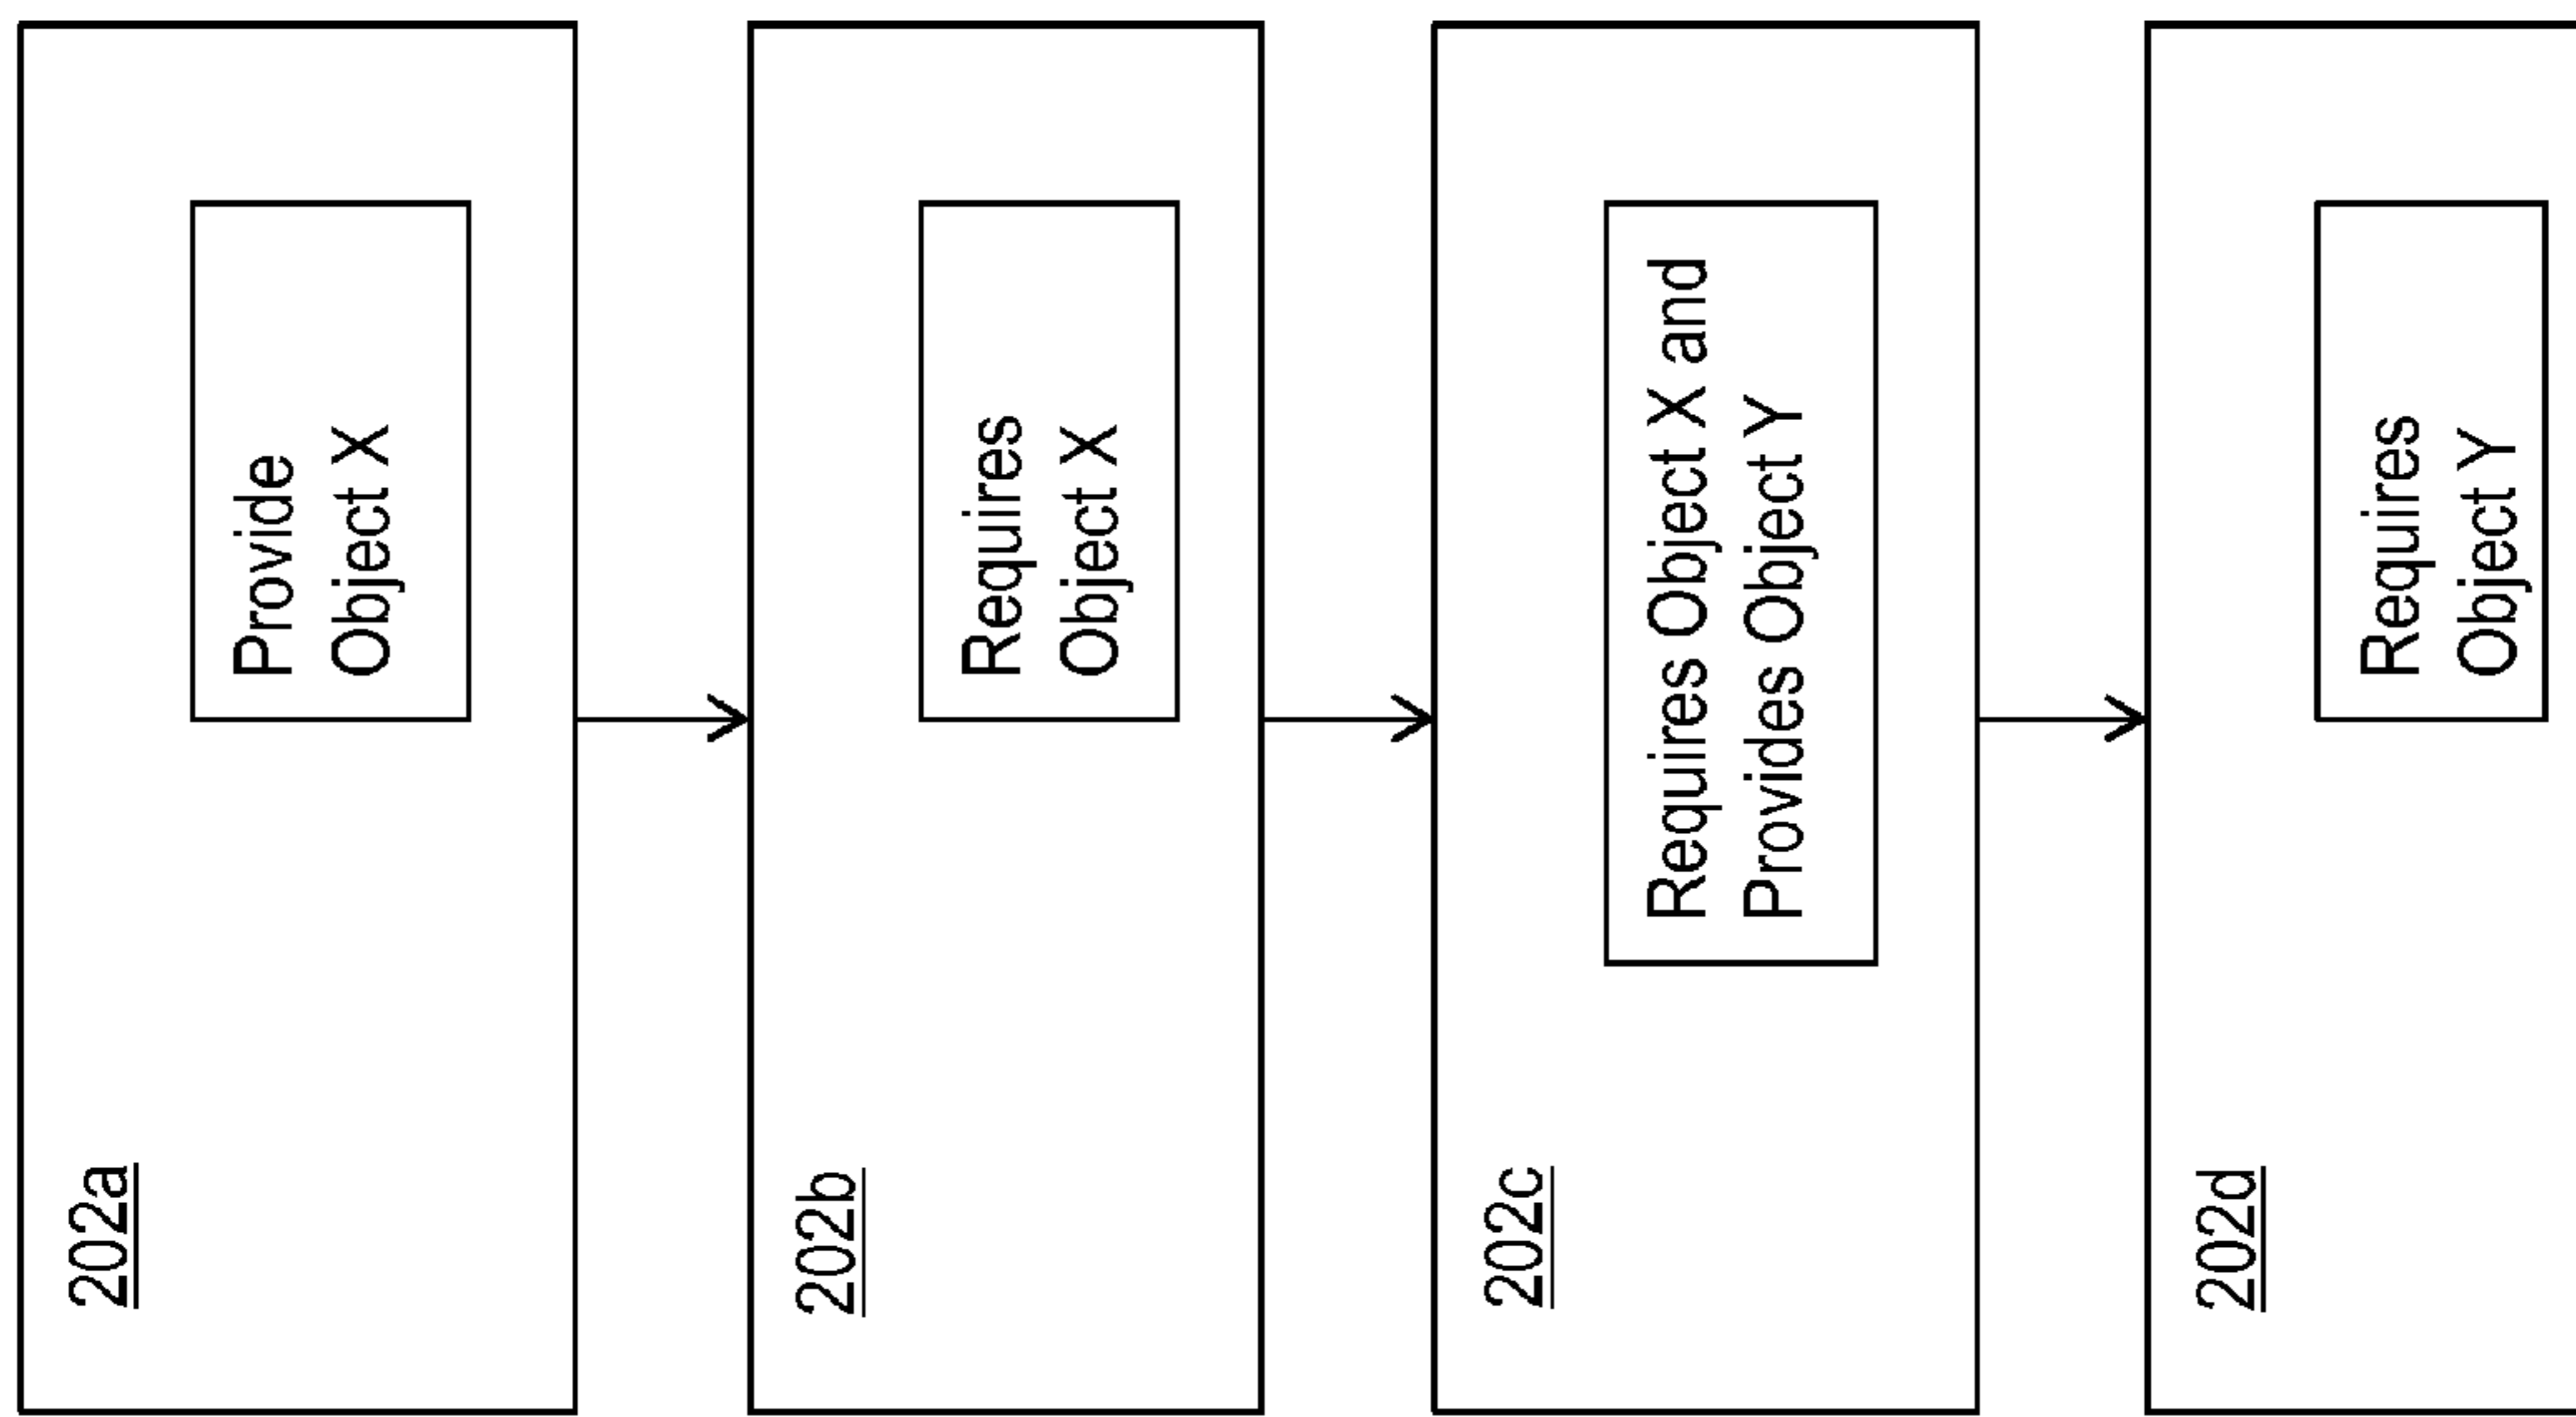 202a
Provide
Object X
202b
Requires
Object X
202c
Requires Object X and
Provides Object Y
202d
Requires
Object Y